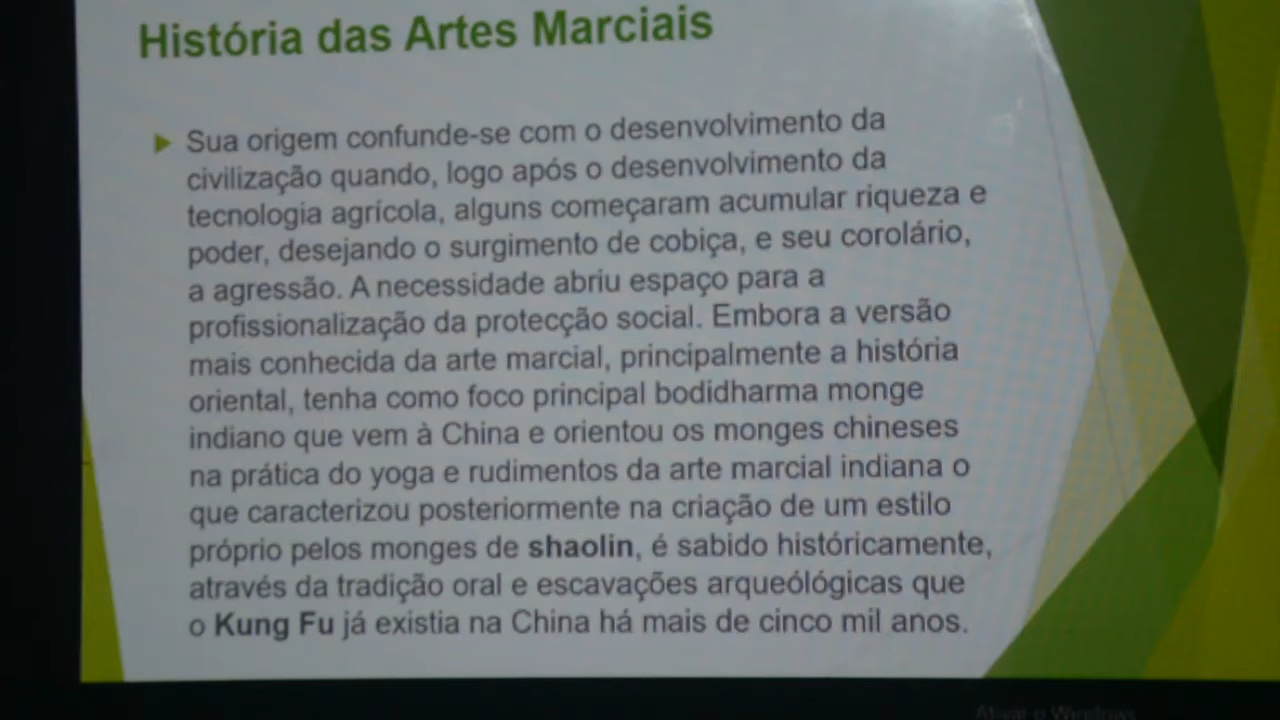 História das Artes Marciais
Sua origem confunde-se com o desenvolvimento da
civilização quando, logo após o desenvolvimento da
tecnologia agrícola, alguns começaram acumular riqueza e
poder, desejando o surgimento de cobiça, e seu corolário,
a agressão. A necessidade abriu espaço para a
profissionalização da protecção social. Embora a versão
mais conhecida da arte marcial, principalmente a história
oriental, tenha como foco principal bodidharma monge
indiano que vem à China e orientou os monges chineses
na prática do yoga e rudimentos da arte marcial indiana o
que caracterizou posteriormente na criação de um estilo
próprio pelos monges de shaolin, é sabido históricamente,
através da tradição oral e escavações arqueólógicas que
o Kung Fu já existia na China há mais de cinco mil anos.
Ativar o Windows